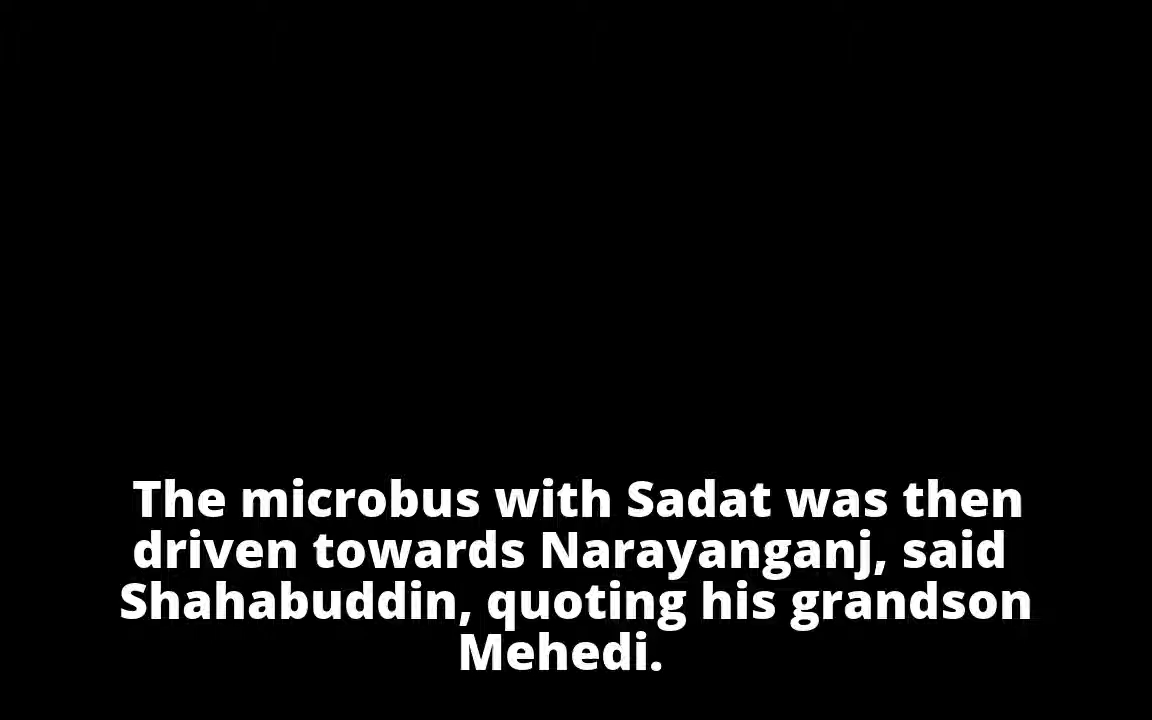 The microbus with Sadat was then
driven towards Narayanganj, said
Shahabuddin, quoting his grandson
Mehedi.